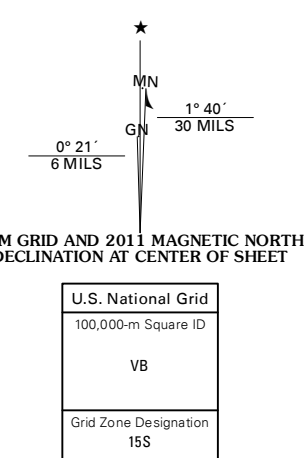 ★
MN
1° 40´
30 MILS
GN
0° 21´
6 MILS
M GRID AND 2011 MAGNETIC NORTH
DECLINATION AT CENTER OF SHEET
U.S. National Grid
100,000-m Square ID
VB
Grid Zone Designation
15S